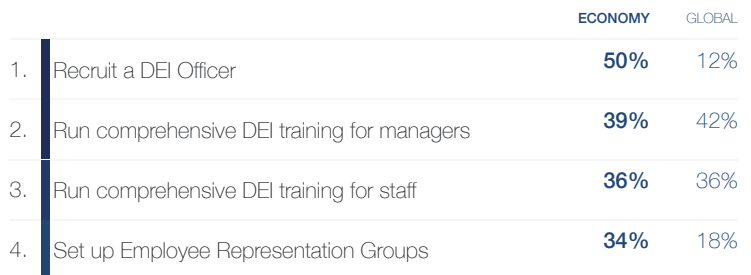 ECONOMY GLOBAL
1. Recruit a DEI Officer 50% 12%
2. Run comprehensive DEI training for managers 39% 42%
3. Run comprehensive DEI training for staff 36% 36%
4. Set up Employee Representation Groups 34% 18%